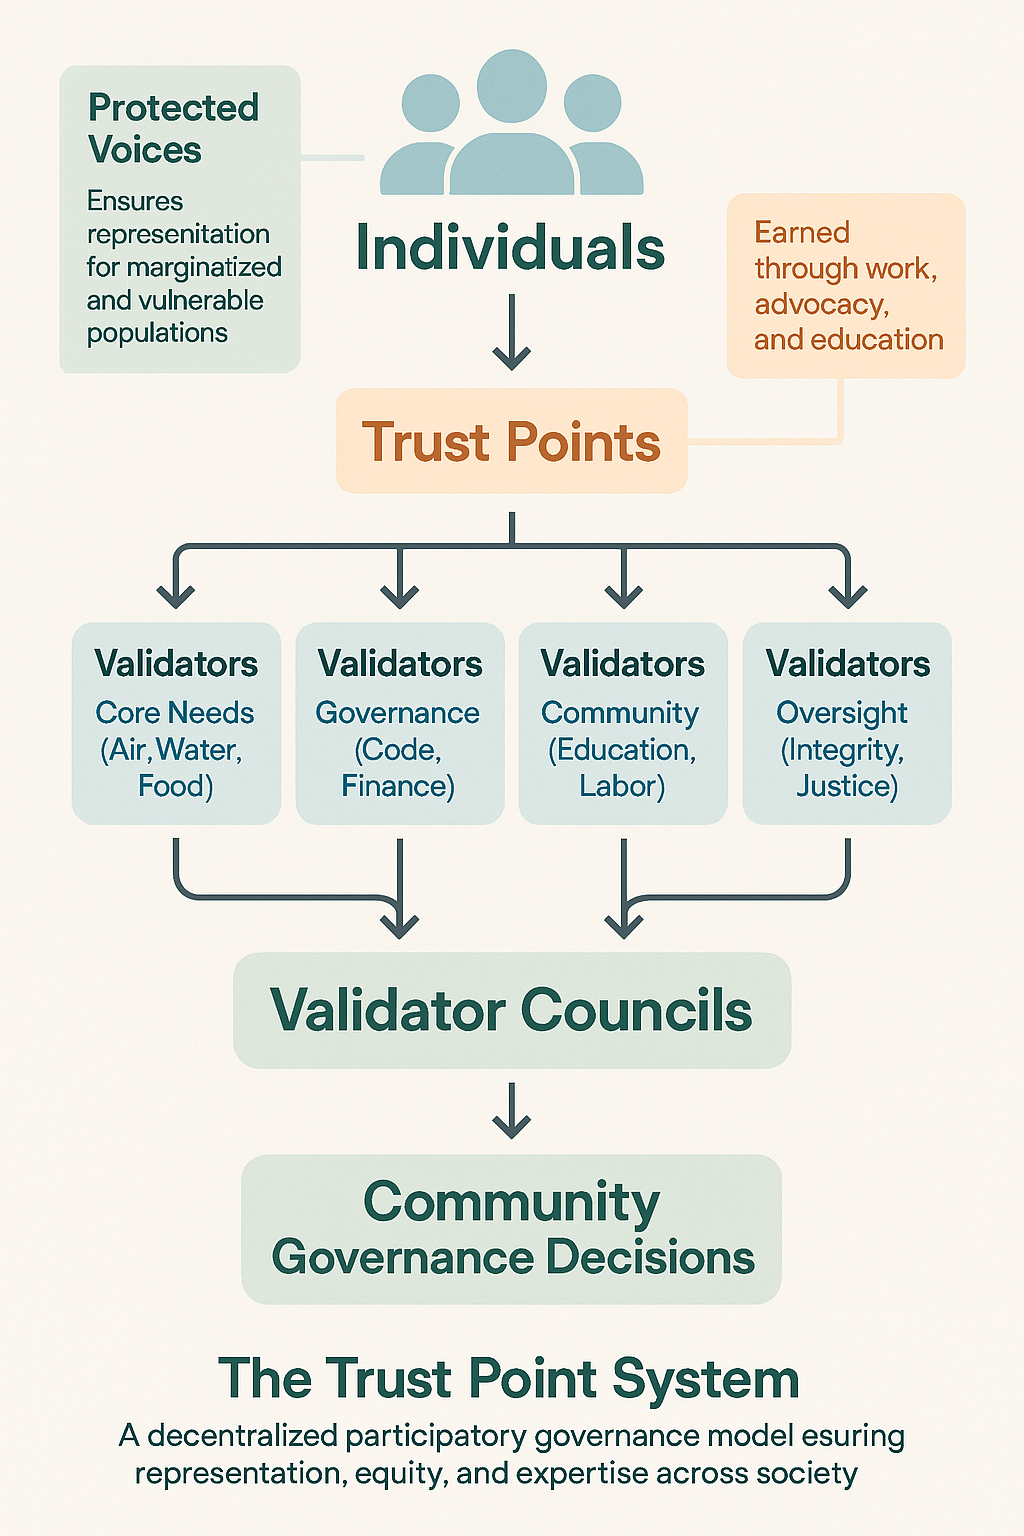 Protected
Voices
Ensures
represenitation
for marginatized
and vulnerable
populations
Individuals
Earned
through work,
advocacy,
and education
Trust Points
Validators
Core Needs
(Air, Water,
Food)
Validators
Governance
(Code,
Finance)
Validators
Community
(Education,
Labor)
Validators
Oversight
(Integrity,
Justice)
Validator Councils
Community
Governance Decisions
The Trust Point System
A decentralized participatory governance model esuring
representation, equity, and expertise across society